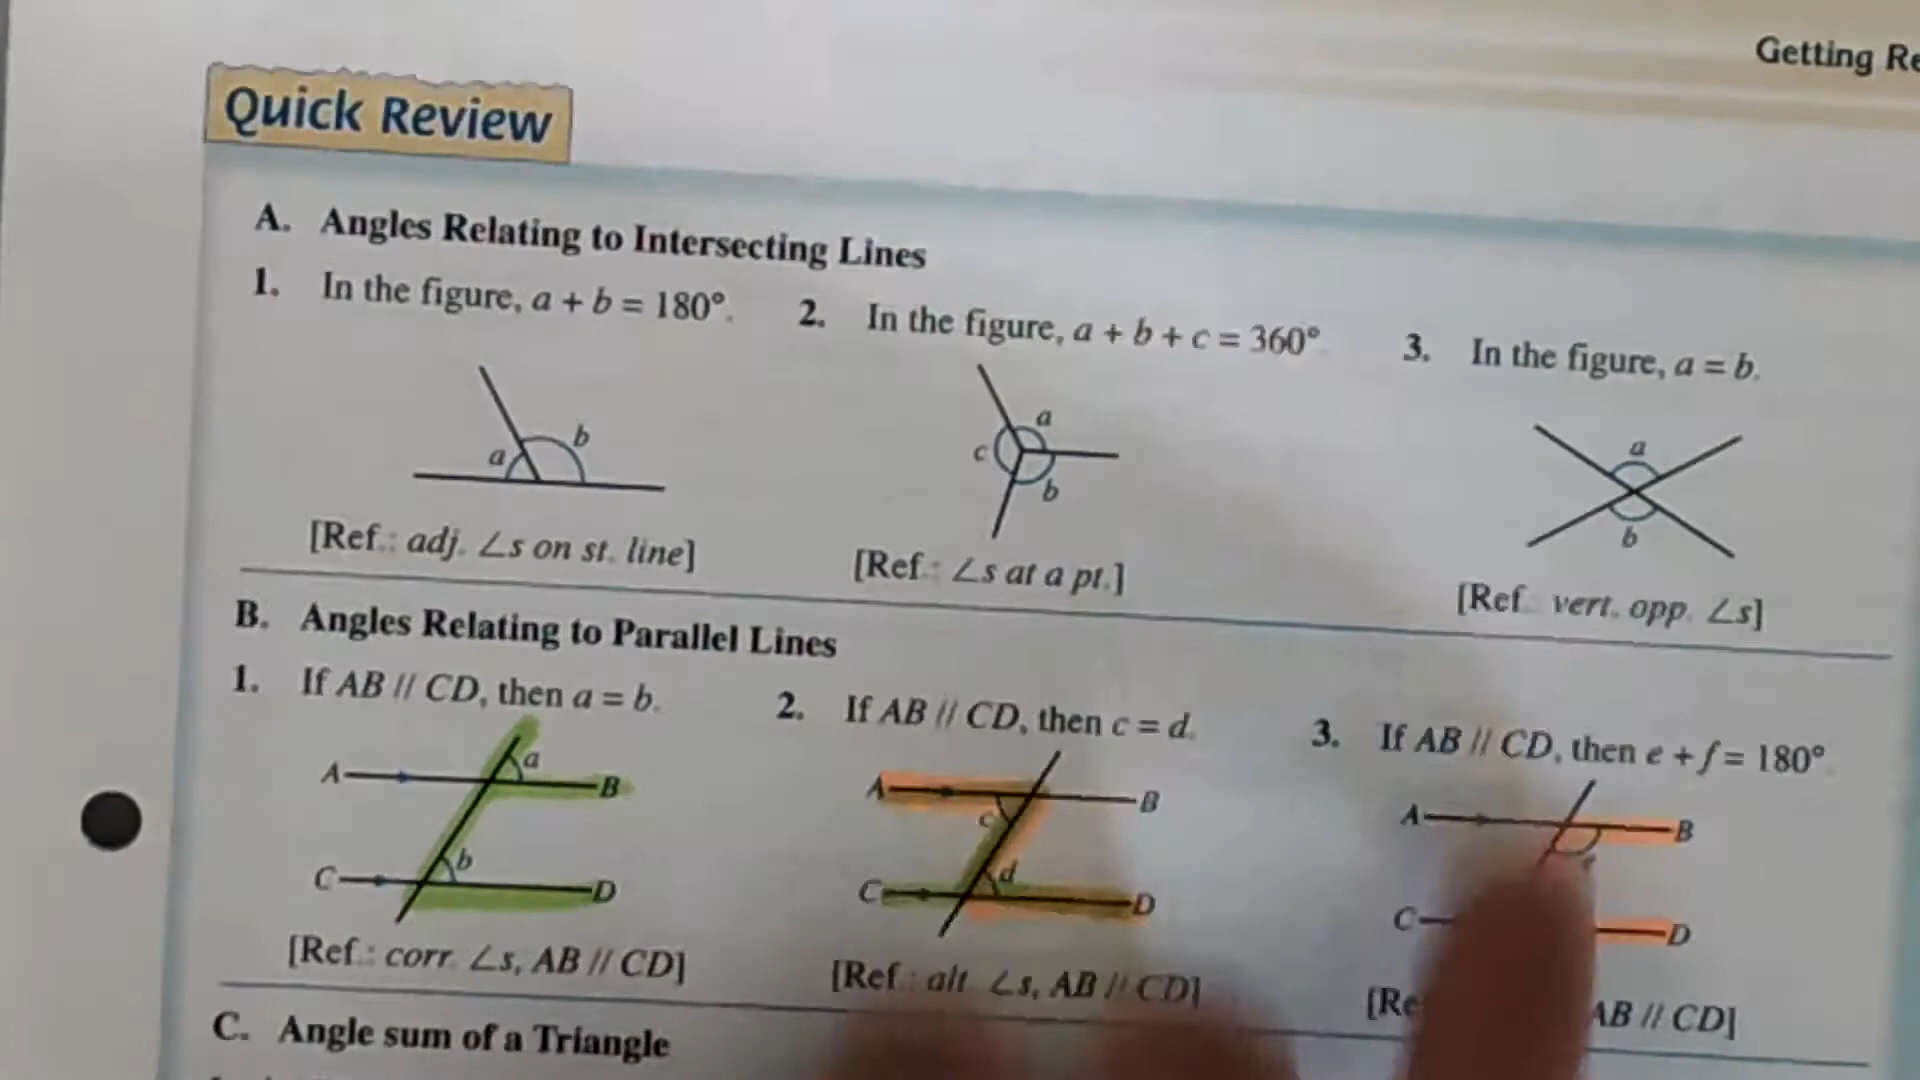 Getting Re
Quick Review
A. Angles Relating to Intersecting Lines
1. In the figure, a + b = 180°.
2. In the figure, a + b + c = 360°.
3. In the figure, a = b.
a b
a
c
b
a
b
[Ref.: adj. ∠s on st. line]
[Ref.: ∠s at a pt.]
[Ref.: vert. opp. ∠s]
B. Angles Relating to Parallel Lines
1. If AB // CD, then a = b.
2. If AB // CD, then c = d.
3. If AB // CD, then e + f = 180°.
A a B
C b D
A c B
C d D
A e B
C D
[Ref.: corr. ∠s, AB // CD]
[Ref.: alt. ∠s, AB // CD]
AB // CD]
C. Angle sum of a Triangle